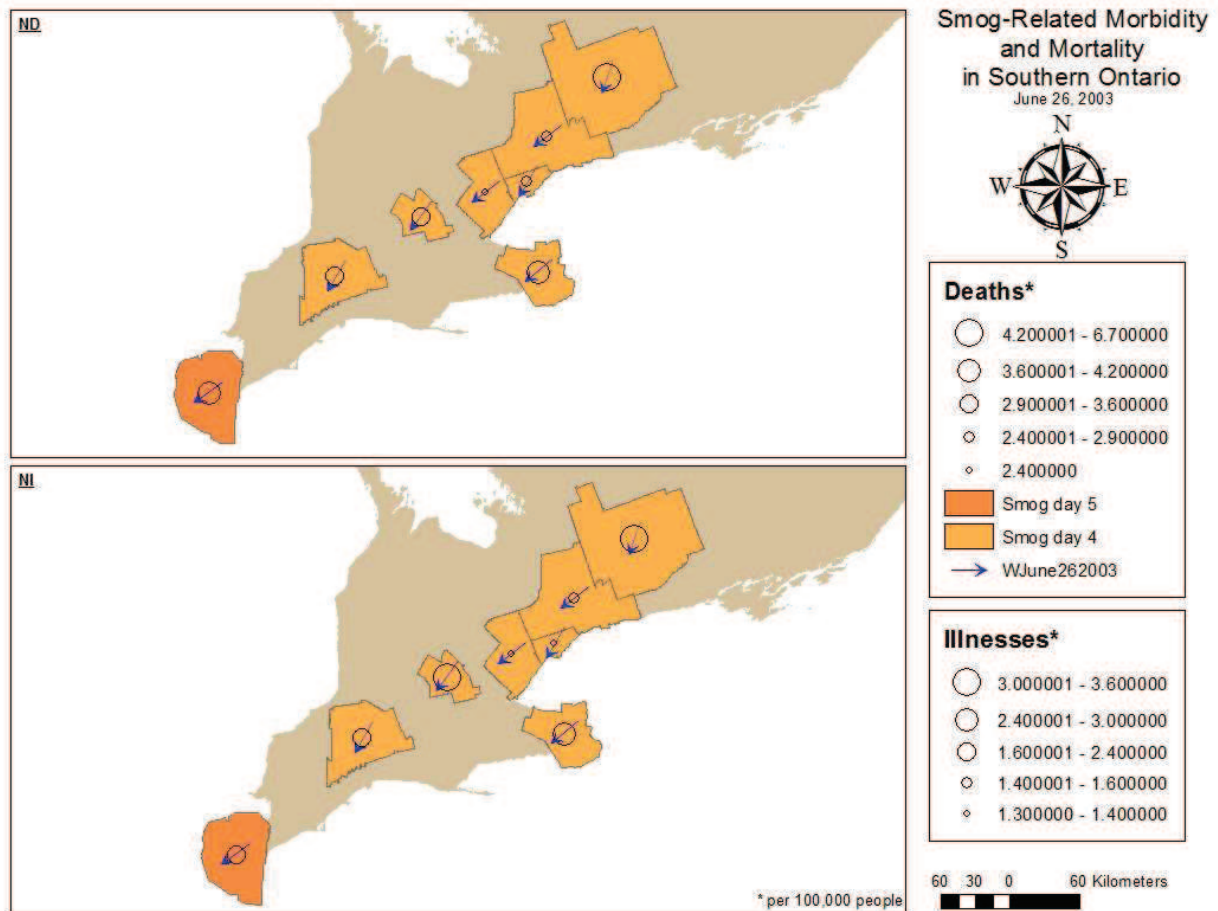 ND
Smog-Related Morbidity
and Mortality
in Southern Ontario
June 26, 2003
N
W E
S
Deaths*
4.200001 - 6.700000
3.600001 - 4.200000
2.900001 - 3.600000
2.400001 - 2.900000
2.400000
Smog day 5
Smog day 4
WJune262003
NI
* per 100,000 people
Illnesses*
3.000001 - 3.600000
2.400001 - 3.000000
1.600001 - 2.400000
1.400001 - 1.600000
1.300000 - 1.400000
60 30 0 60 Kilometers